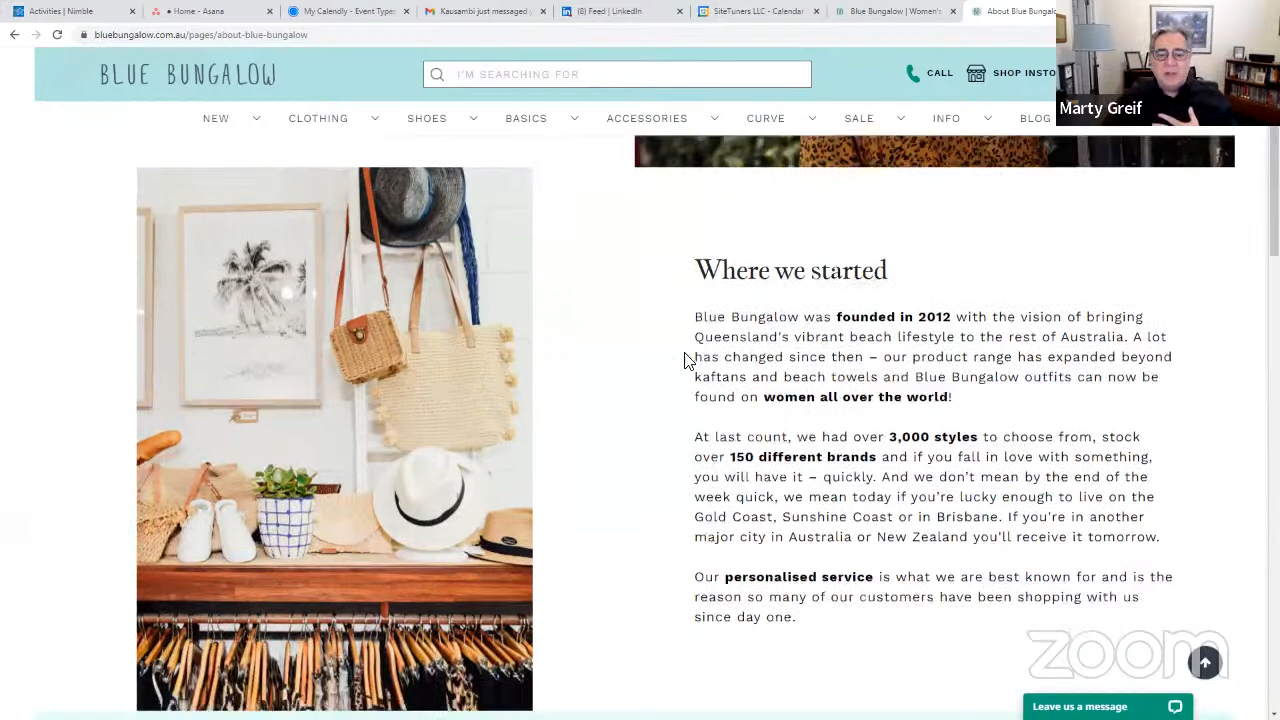 Activities | Nimble
Home - Asana
My Calendly - Event Types
Kausambi just messaged y
(8) Feed | LinkedIn
SiteTuners LLC - Calendar
Blue Bungalow | Women's
About Blue Bungalow
bluebungalow.com.au/pages/about-blue-bungalow
BLUE BUNGALOW
I'M SEARCHING FOR
CALL
SHOP INSTO
Marty Greif
NEW
CLOTHING
SHOES
BASICS
ACCESSORIES
CURVE
SALE
INFO
BLOG
Where we started
Blue Bungalow was founded in 2012 with the vision of bringing
Queensland's vibrant beach lifestyle to the rest of Australia. A lot
has changed since then – our product range has expanded beyond
kaftans and beach towels and Blue Bungalow outfits can now be
found on women all over the world!
At last count, we had over 3,000 styles to choose from, stock
over 150 different brands and if you fall in love with something,
you will have it – quickly. And we don't mean by the end of the
week quick, we mean today if you're lucky enough to live on the
Gold Coast, Sunshine Coast or in Brisbane. If you're in another
major city in Australia or New Zealand you'll receive it tomorrow.
Our personalised service is what we are best known for and is the
reason so many of our customers have been shopping with us
since day one.
zoom
Leave us a message